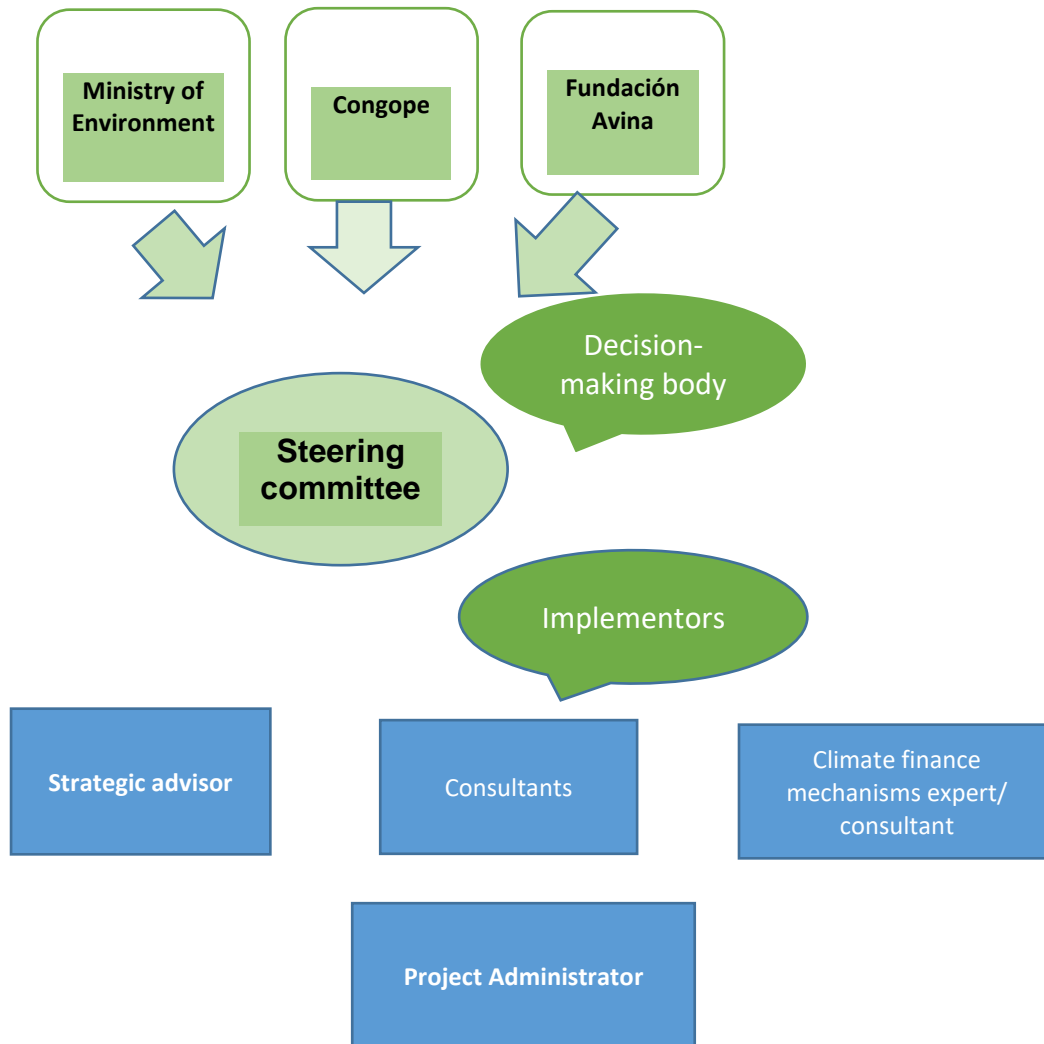 Ministry of
Environment
Congope
Fundación
Avina
Decision-
making body
Steering
committee
Implementors
Strategic advisor
Consultants
Climate finance
mechanisms expert/
consultant
Project Administrator